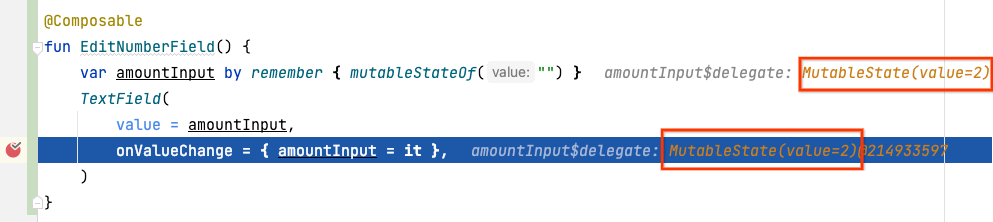 @Composable
fun EditNumberField() {
var amountInput by remember { mutableStateOf( value: "") } amountInput$delegate: MutableState(value=2)
TextField(
value = amountInput,
onValueChange = { amountInput = it }, amountInput$delegate: MutableState(value=2)@214933597
)
}